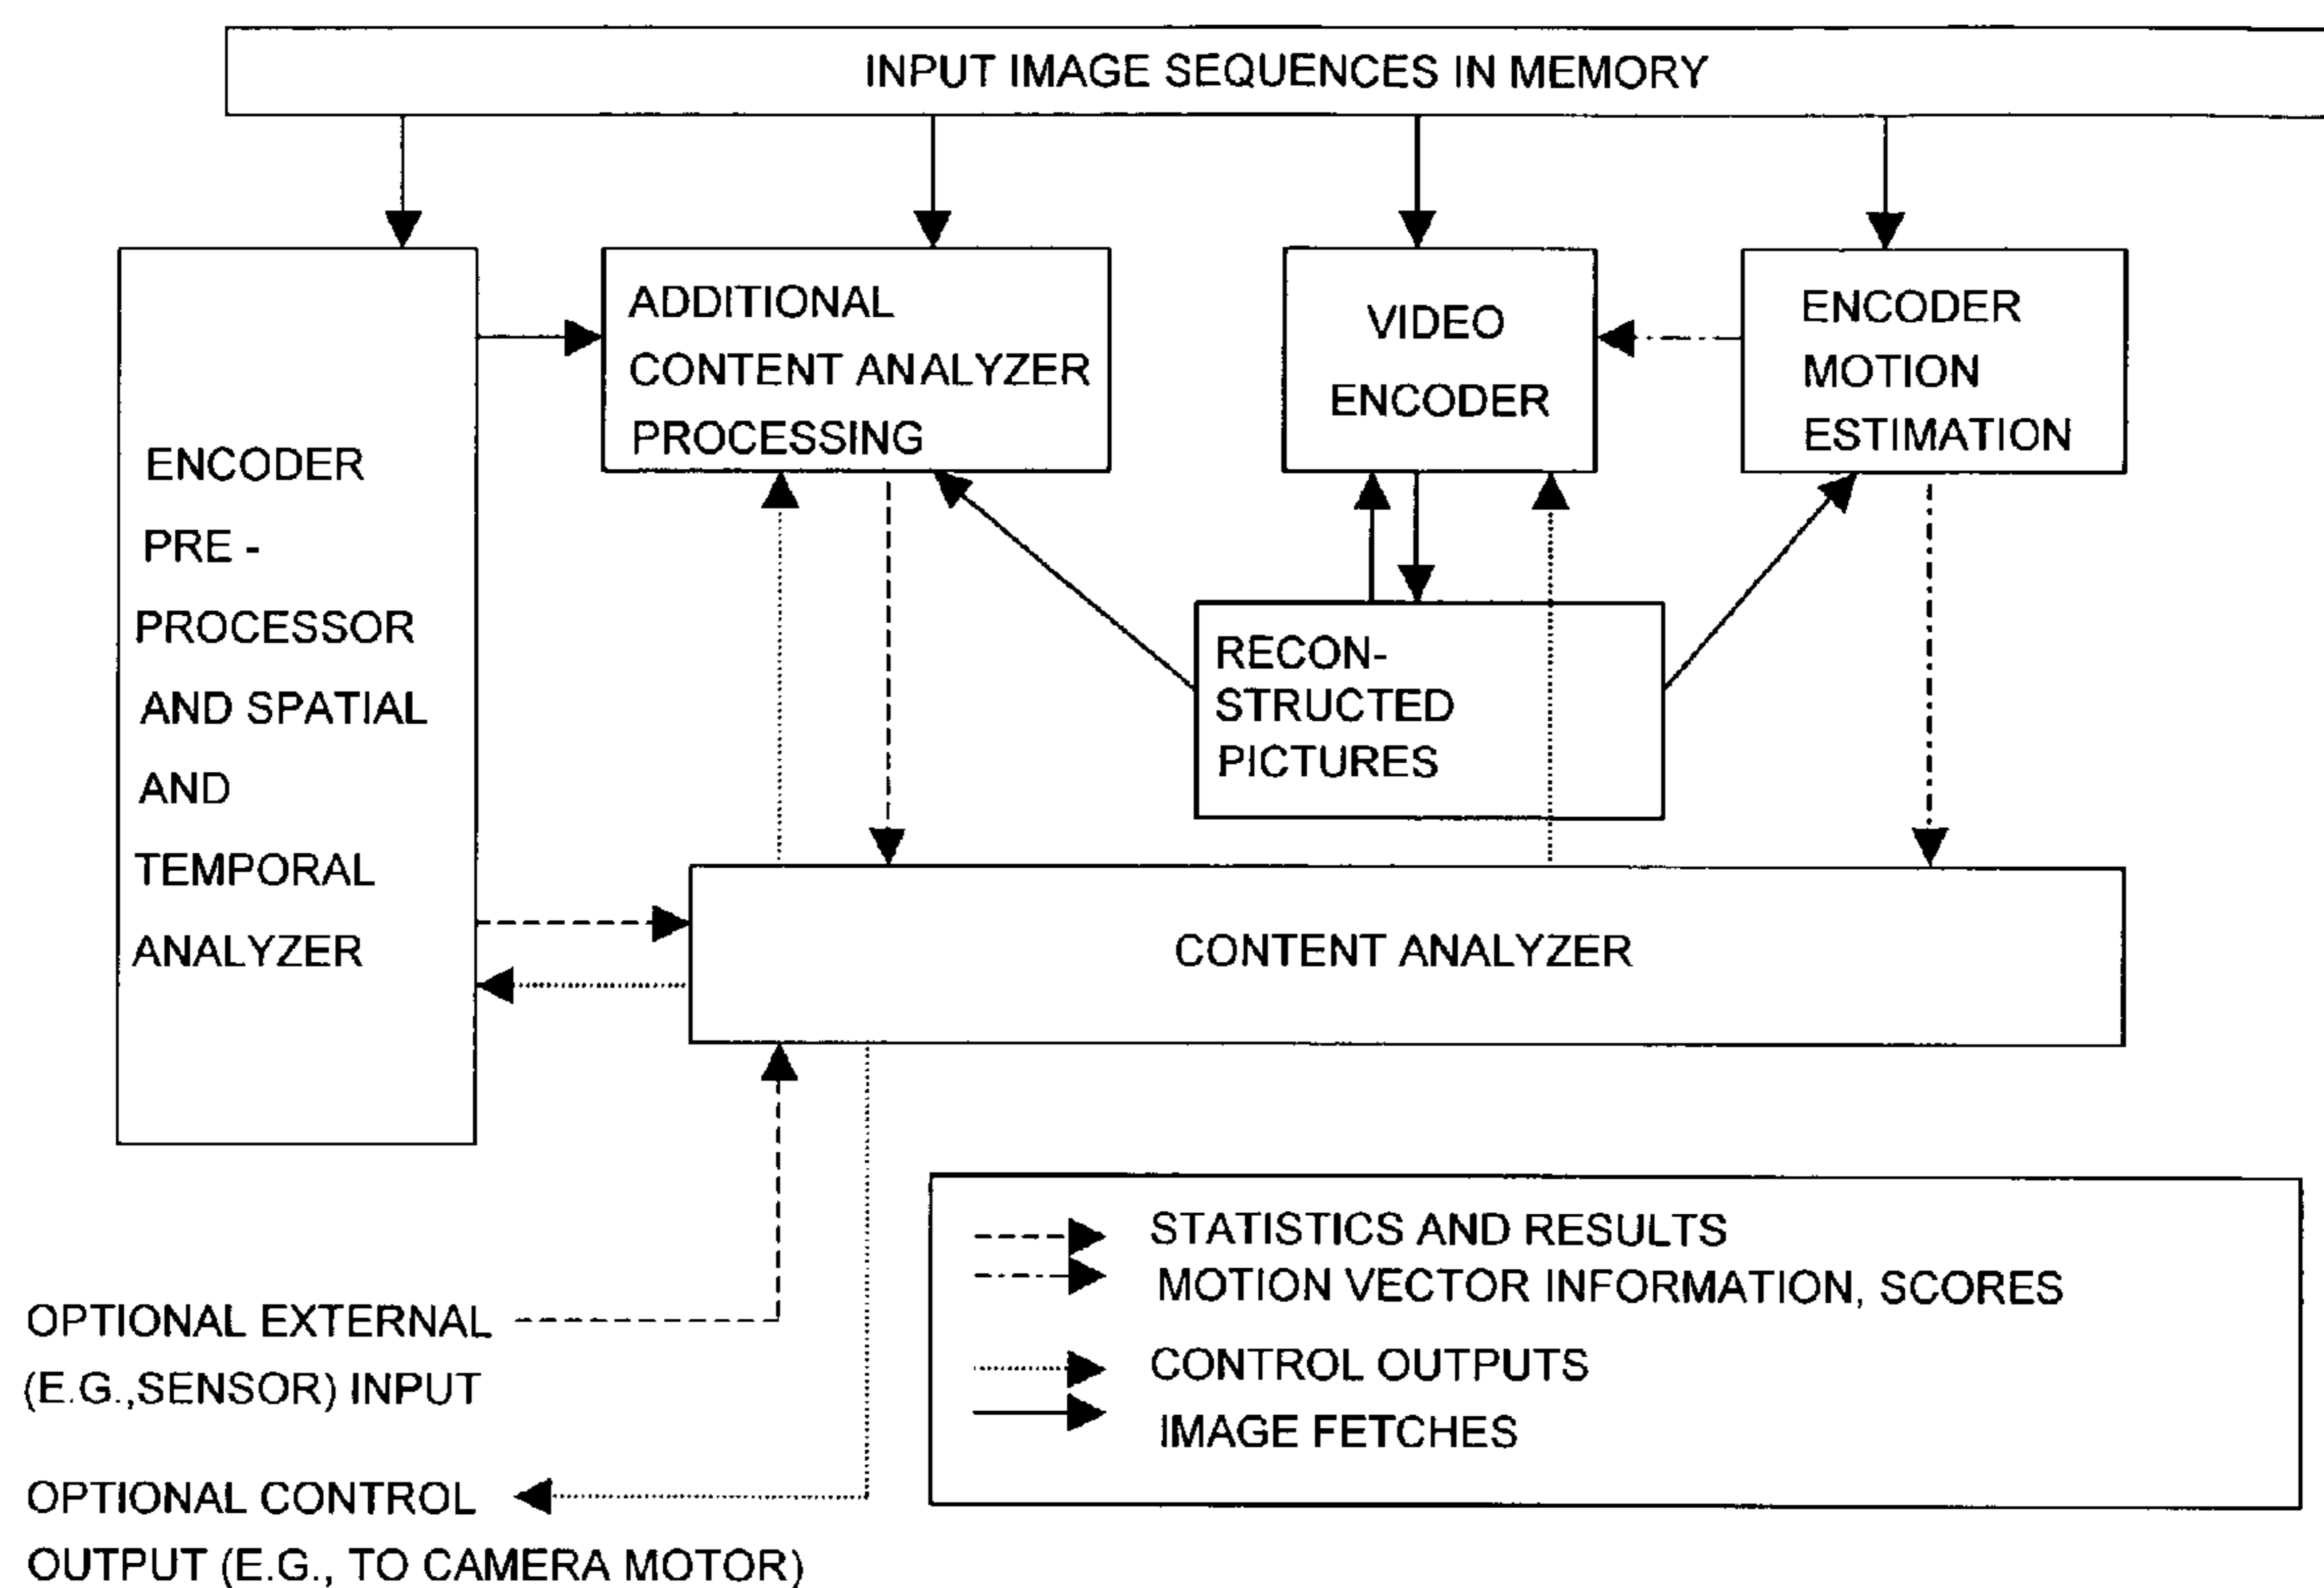 INPUT IMAGE SEQUENCES IN MEMORY
ENCODER
PRE -
PROCESSOR
AND SPATIAL
AND
TEMPORAL
ANALYZER
ADDITIONAL
CONTENT ANALYZER
PROCESSING
VIDEO
ENCODER
ENCODER
MOTION
ESTIMATION
RECON-
STRUCTED
PICTURES
CONTENT ANALYZER
OPTIONAL EXTERNAL
(E.G.,SENSOR) INPUT
OPTIONAL CONTROL
OUTPUT (E.G., TO CAMERA MOTOR)
STATISTICS AND RESULTS
MOTION VECTOR INFORMATION, SCORES
CONTROL OUTPUTS
IMAGE FETCHES